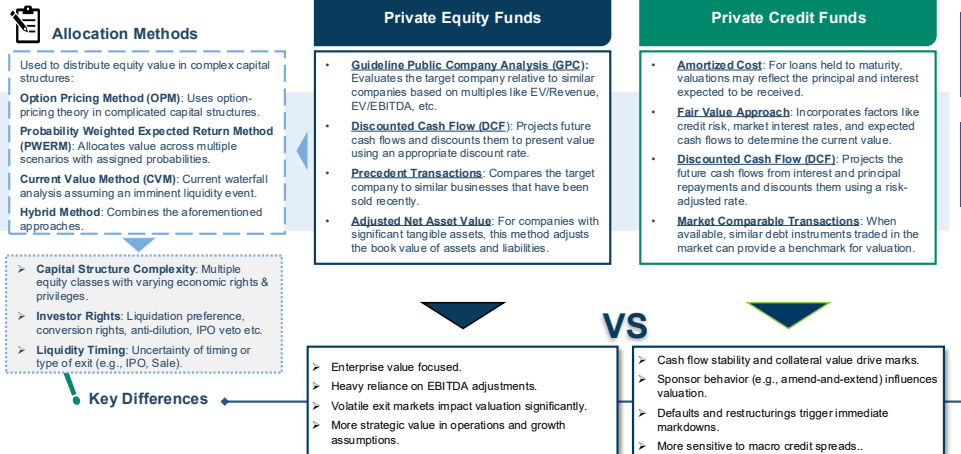 Allocation Methods
Used to distribute equity value in complex capital
structures:
Option Pricing Method (OPM): Uses option-
pricing theory in complicated capital structures.
Probability Weighted Expected Return Method
(PWERM): Allocates value across multiple
scenarios with assigned probabilities.
Current Value Method (CVM): Current waterfall
analysis assuming an imminent liquidity event.
Hybrid Method: Combines the aforementioned
approaches.
➢ Capital Structure Complexity: Multiple
equity classes with varying economic rights &
privileges.
➢ Investor Rights: Liquidation preference,
conversion rights, anti-dilution, IPO veto etc.
➢ Liquidity Timing: Uncertainty of timing or
type of exit (e.g., IPO, Sale).
Private Equity Funds
• Guideline Public Company Analysis (GPC):
Evaluates the target company relative to similar
companies based on multiples like EV/Revenue,
EV/EBITDA, etc.
• Discounted Cash Flow (DCF): Projects future
cash flows and discounts them to present value
using an appropriate discount rate.
• Precedent Transactions: Compares the target
company to similar businesses that have been
sold recently.
• Adjusted Net Asset Value: For companies with
significant tangible assets, this method adjusts
the book value of assets and liabilities.
Private Credit Funds
• Amortized Cost: For loans held to maturity,
valuations may reflect the principal and interest
expected to be received.
• Fair Value Approach: Incorporates factors like
credit risk, market interest rates, and expected
cash flows to determine the current value.
• Discounted Cash Flow (DCF): Projects the
future cash flows from interest and principal
repayments and discounts them using a risk-
adjusted rate.
• Market Comparable Transactions: When
available, similar debt instruments traded in the
market can provide a benchmark for valuation.
VS
Key Differences
➢ Enterprise value focused.
➢ Heavy reliance on EBITDA adjustments.
➢ Volatile exit markets impact valuation significantly.
➢ More strategic value in operations and growth
assumptions.
➢ Cash flow stability and collateral value drive marks.
➢ Sponsor behavior (e.g., amend-and-extend) influences
valuation.
➢ Defaults and restructurings trigger immediate
markdowns.
➢ More sensitive to macro credit spreads..